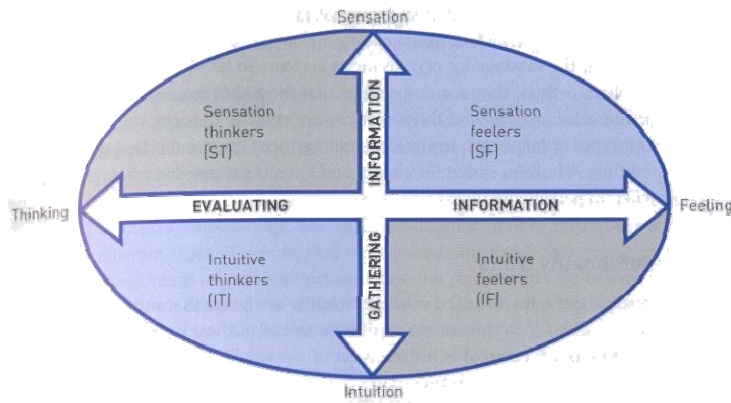 Sensation
Sensation
thinkers
(ST)
INFORMATION
Sensation
feelers
(SF)
Thinking
EVALUATING
INFORMATION
Feeling
Intuitive
thinkers
(IT)
GATHERING
Intuitive
feelers
(IF)
Intuition